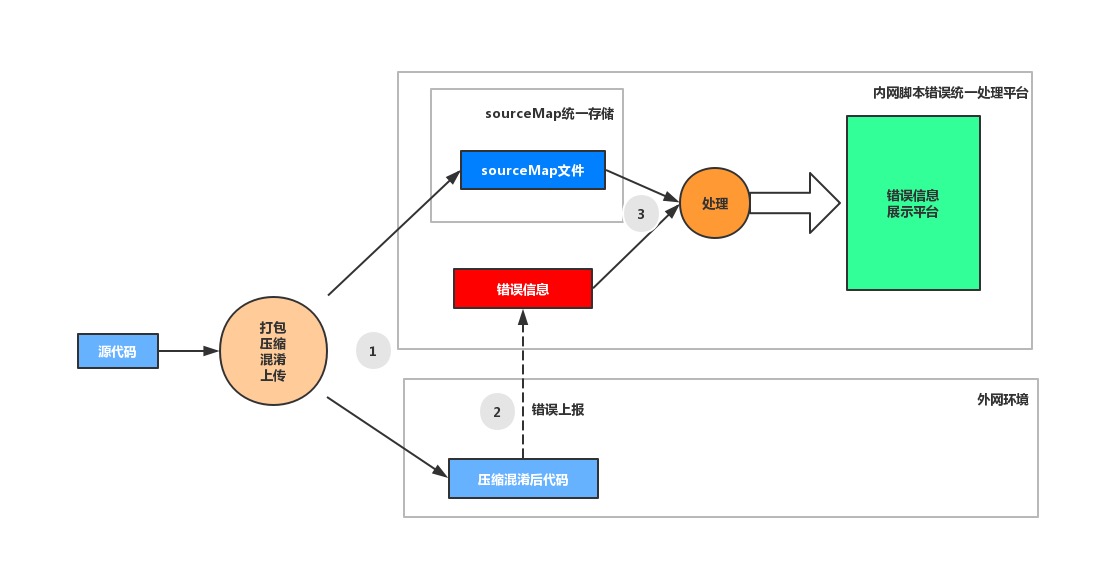 内网脚本错误统一处理平台
sourceMap统一存储
sourceMap文件
处理
错误信息
展示平台
3
错误信息
打包
压缩
混淆
上传
源代码
1
外网环境
2
错误上报
压缩混淆后代码